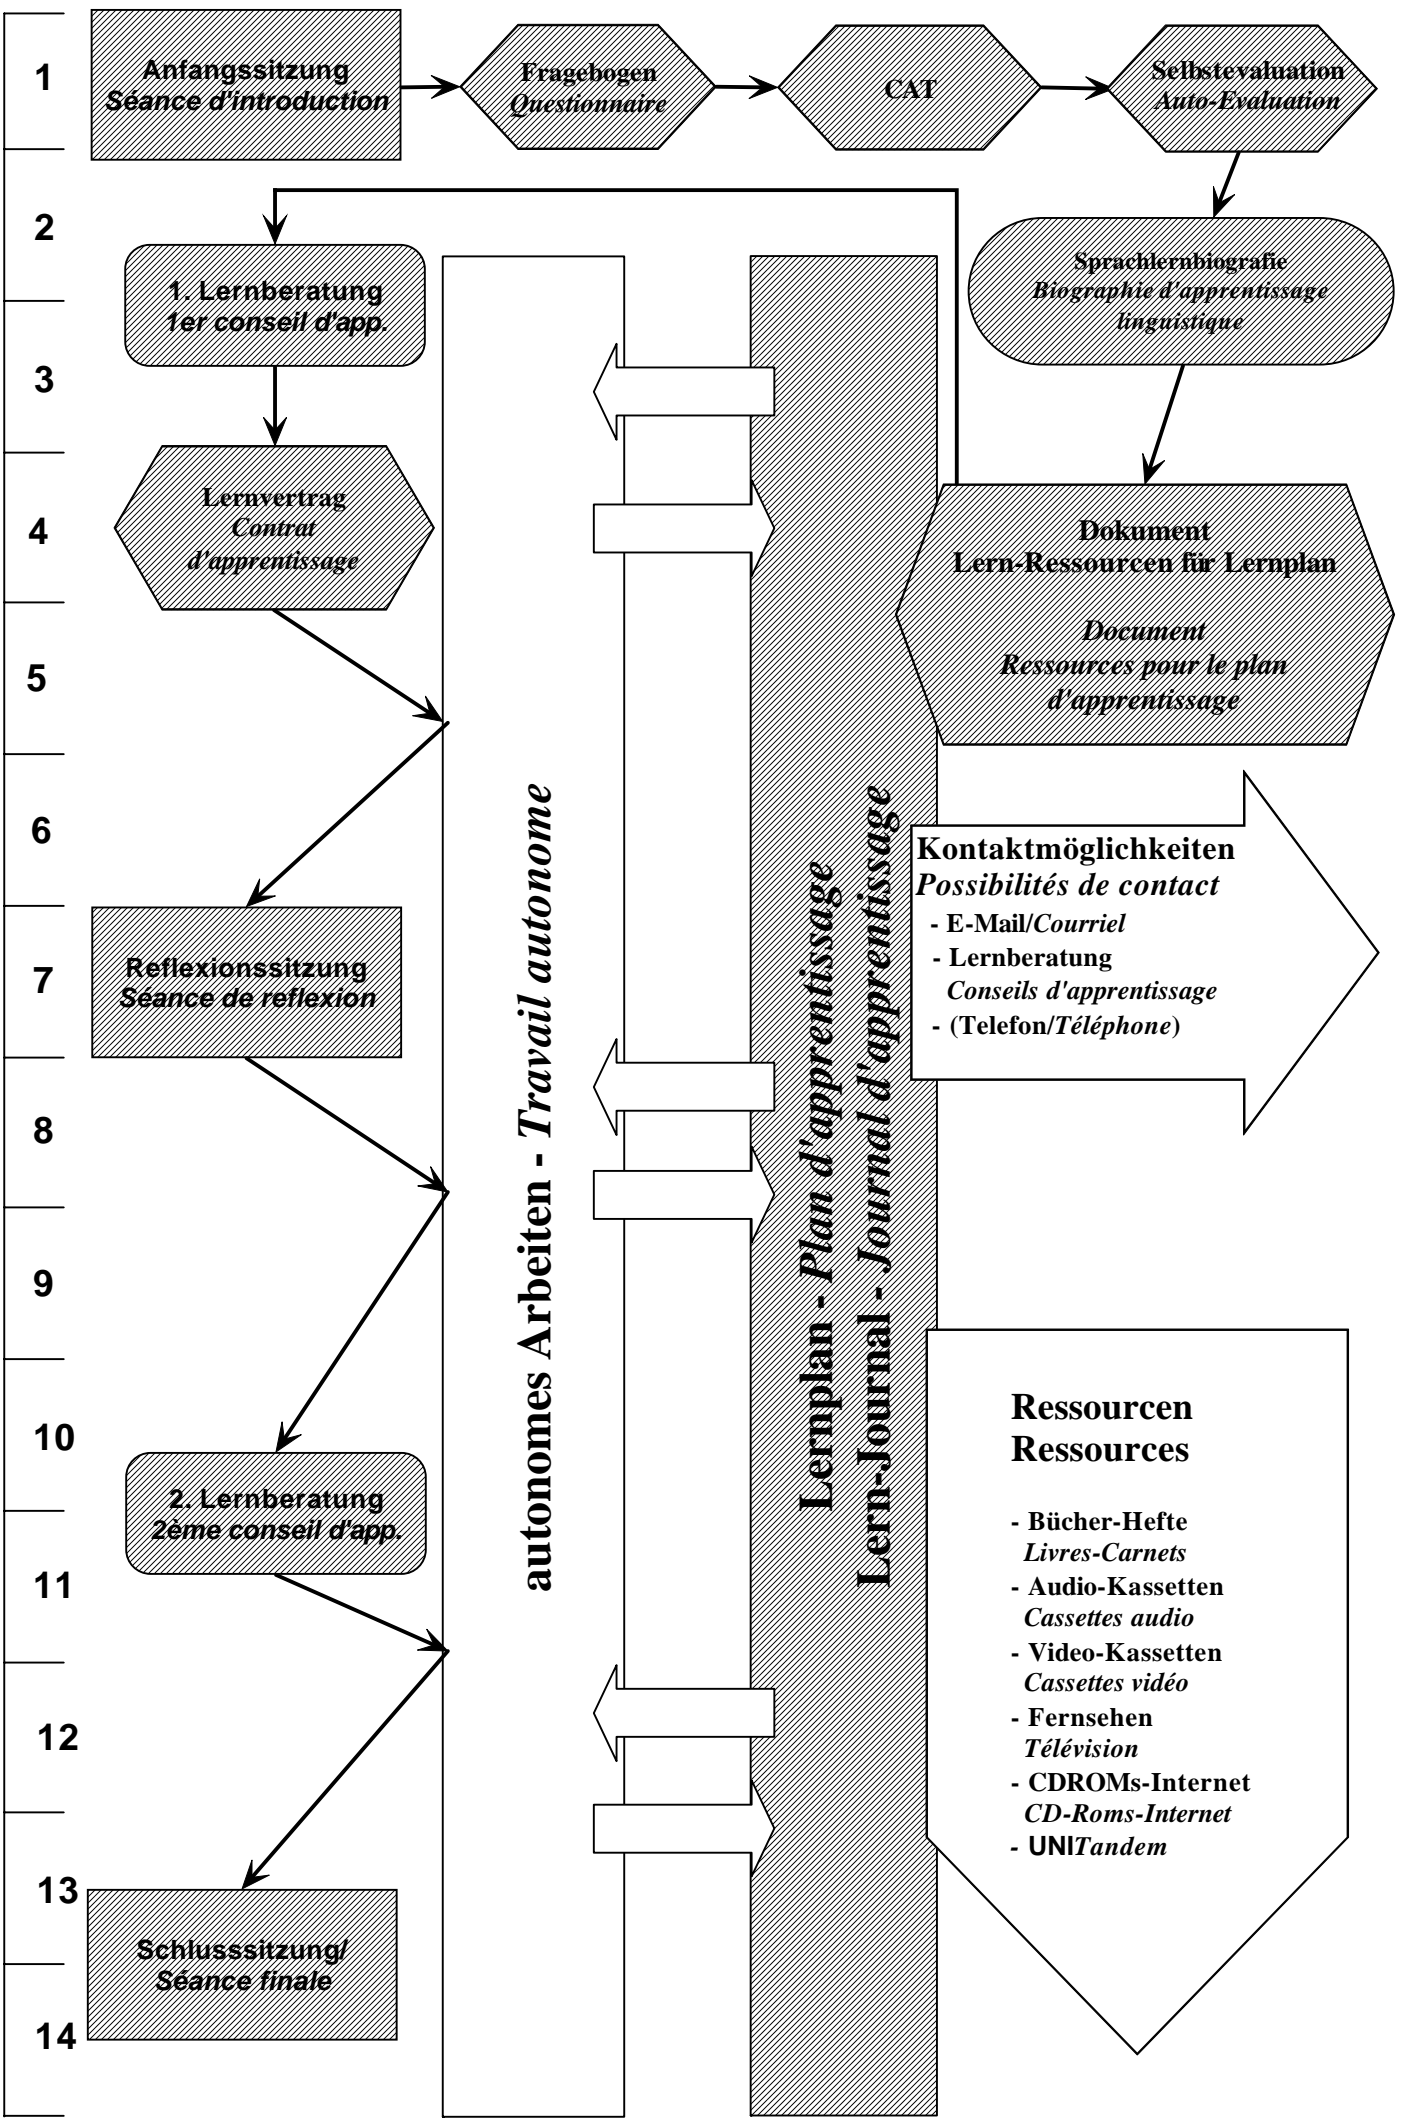 1
Anfangssitzung
Séance d'introduction
Fragebogen
Questionnaire
CAT
Selbstevaluation
Auto-Evaluation
2
1. Lernberatung
1er conseil d'app.
Sprachlernbiografie
Biographie d'apprentissage
linguistique
3
Lernvertrag
Contrat
d'apprentissage
4
Dokument
Lern-Ressourcen für Lernplan
Document
Ressources pour le plan
d'apprentissage
5
6
autonomes Arbeiten - Travail autonome
Lernplan - Plan d'apprentissage
Lern-Journal - Journal d'apprentissage
Kontaktmöglichkeiten
Possibilités de contact
- E-Mail/Courriel
- Lernberatung
Conseils d'apprentissage
- (Telefon/Téléphone)
7
Reflexionssitzung
Séance de reflexion
8
9
10
2. Lernberatung
2ème conseil d'app.
11
Ressourcen
Ressources
- Bücher-Hefte
Livres-Carnets
- Audio-Kassetten
Cassettes audio
- Video-Kassetten
Cassettes vidéo
- Fernsehen
Télévision
- CDROMs-Internet
CD-Roms-Internet
- UNITandem
12
13
Schlusssitzung/
Séance finale
14